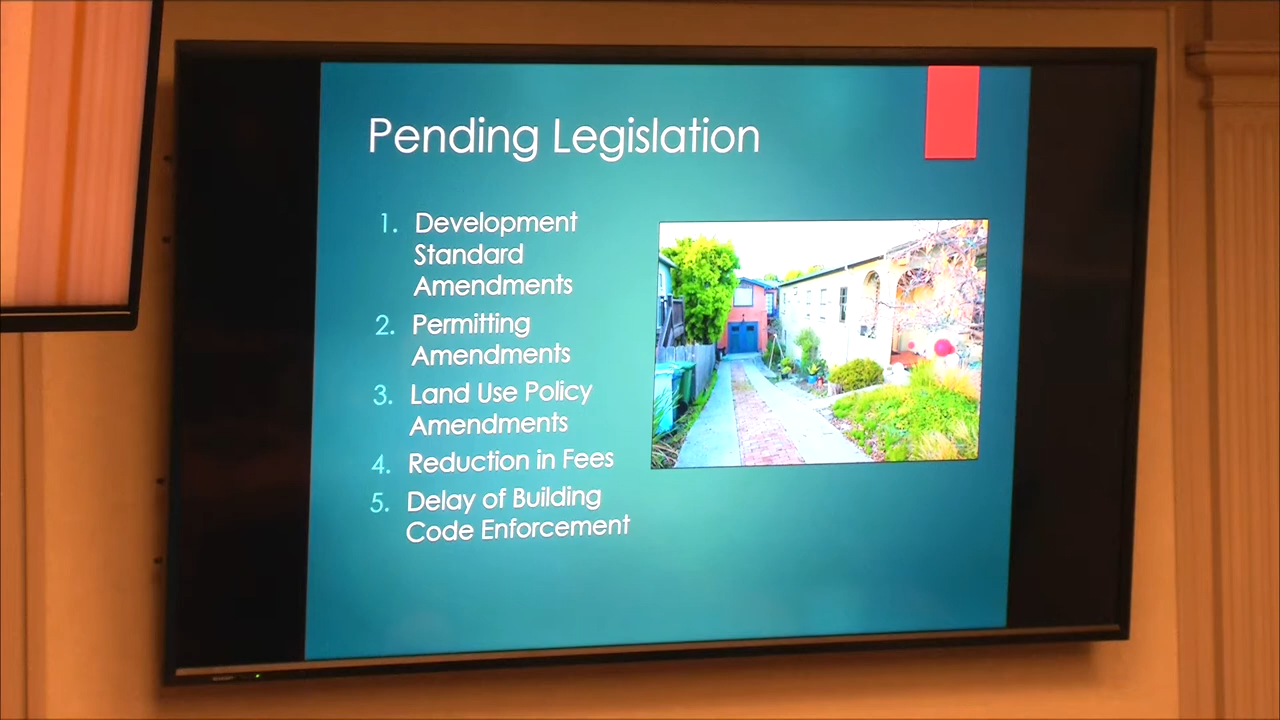 Pending Legislation
1. Development
Standard
Amendments
2. Permitting
Amendments
3. Land Use Policy
Amendments
4. Reduction in Fees
5. Delay of Building
Code Enforcement